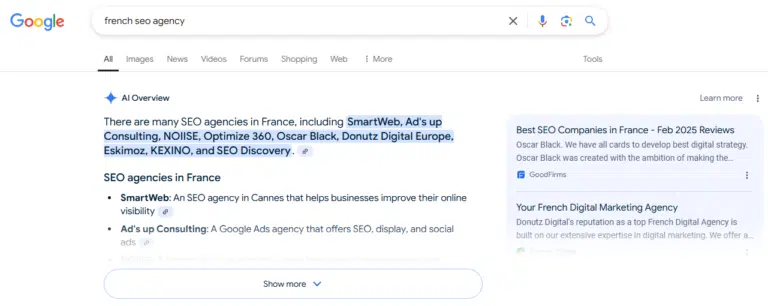 Google
french seo agency
All Images News Videos Forums Shopping Web More Tools
AI Overview
Learn more
There are many SEO agencies in France, including SmartWeb, Ad's up
Consulting, NOIISE, Optimize 360, Oscar Black, Donutz Digital Europe,
Eskimoz, KEXINO, and SEO Discovery.
SEO agencies in France
• SmartWeb: An SEO agency in Cannes that helps businesses improve their online
visibility
• Ad's up Consulting: A Google Ads agency that offers SEO, display, and social
ads
Show more
Best SEO Companies in France - Feb 2025 Reviews
Oscar Black. We have all cards to develop best digital strategy.
Oscar Black was created with the ambition of making the...
GoodFirms
Your French Digital Marketing Agency
Donutz Digital's reputation as a top French Digital Agency is
built on our extensive expertise in digital marketing. We offer a...